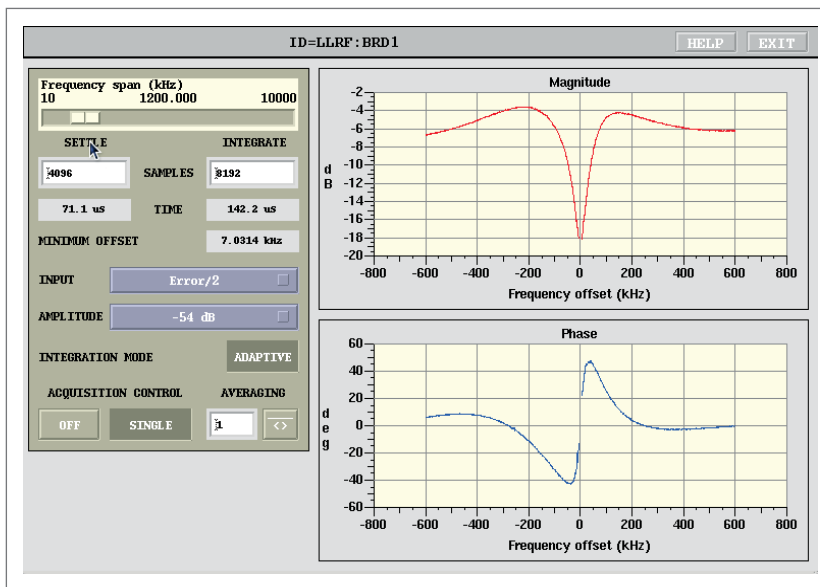 ID=LLRF:BRD1
HELP EXIT
Frequency span (kHz)
10 1200.000 10000
SETTLE INTEGRATE
4096 SAMPLES 8192
71.1 us TIME 142.2 us
MINIMUM OFFSET 7.0314 kHz
INPUT Error/2
AMPLITUDE -54 dB
INTEGRATION MODE ADAPTIVE
ACQUISITION CONTROL AVERAGING
OFF SINGLE 1 <>
Magnitude
-2
-4
-6
-8
-10
-12
-14
-16
-18
-20
dB
-800 -600 -400 -200 0 200 400 600 800
Frequency offset (kHz)
Phase
60
40
20
0
-20
-40
-60
deg
-800 -600 -400 -200 0 200 400 600 800
Frequency offset (kHz)